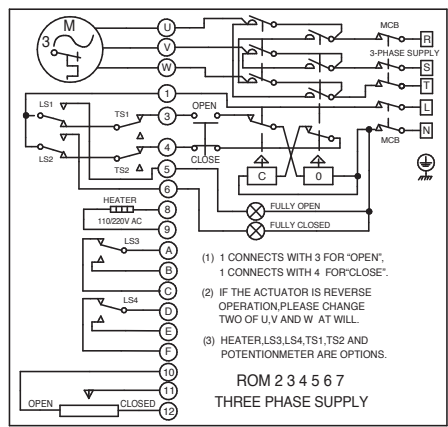 M
3
U
V
W
MCB
R
3-PHASE SUPPLY
S
T
L
N
MCB
1
LS1
TS1
3
OPEN
LS2
TS2
4
CLOSE
5
C
0
6
FULLY OPEN
FULLY CLOSED
HEATER
8
110/220V AC
9
LS3
A
B
C
LS4
D
E
F
10
11
OPEN
CLOSED
12
(1) 1 CONNECTS WITH 3 FOR "OPEN",
1 CONNECTS WITH 4 FOR"CLOSE".
(2) IF THE ACTUATOR IS REVERSE
OPERATION,PLEASE CHANGE
TWO OF U,V AND W AT WILL.
(3) HEATER,LS3,LS4,TS1,TS2 AND
POTENTIONMETER ARE OPTIONS.
ROM 2 3 4 5 6 7
THREE PHASE SUPPLY